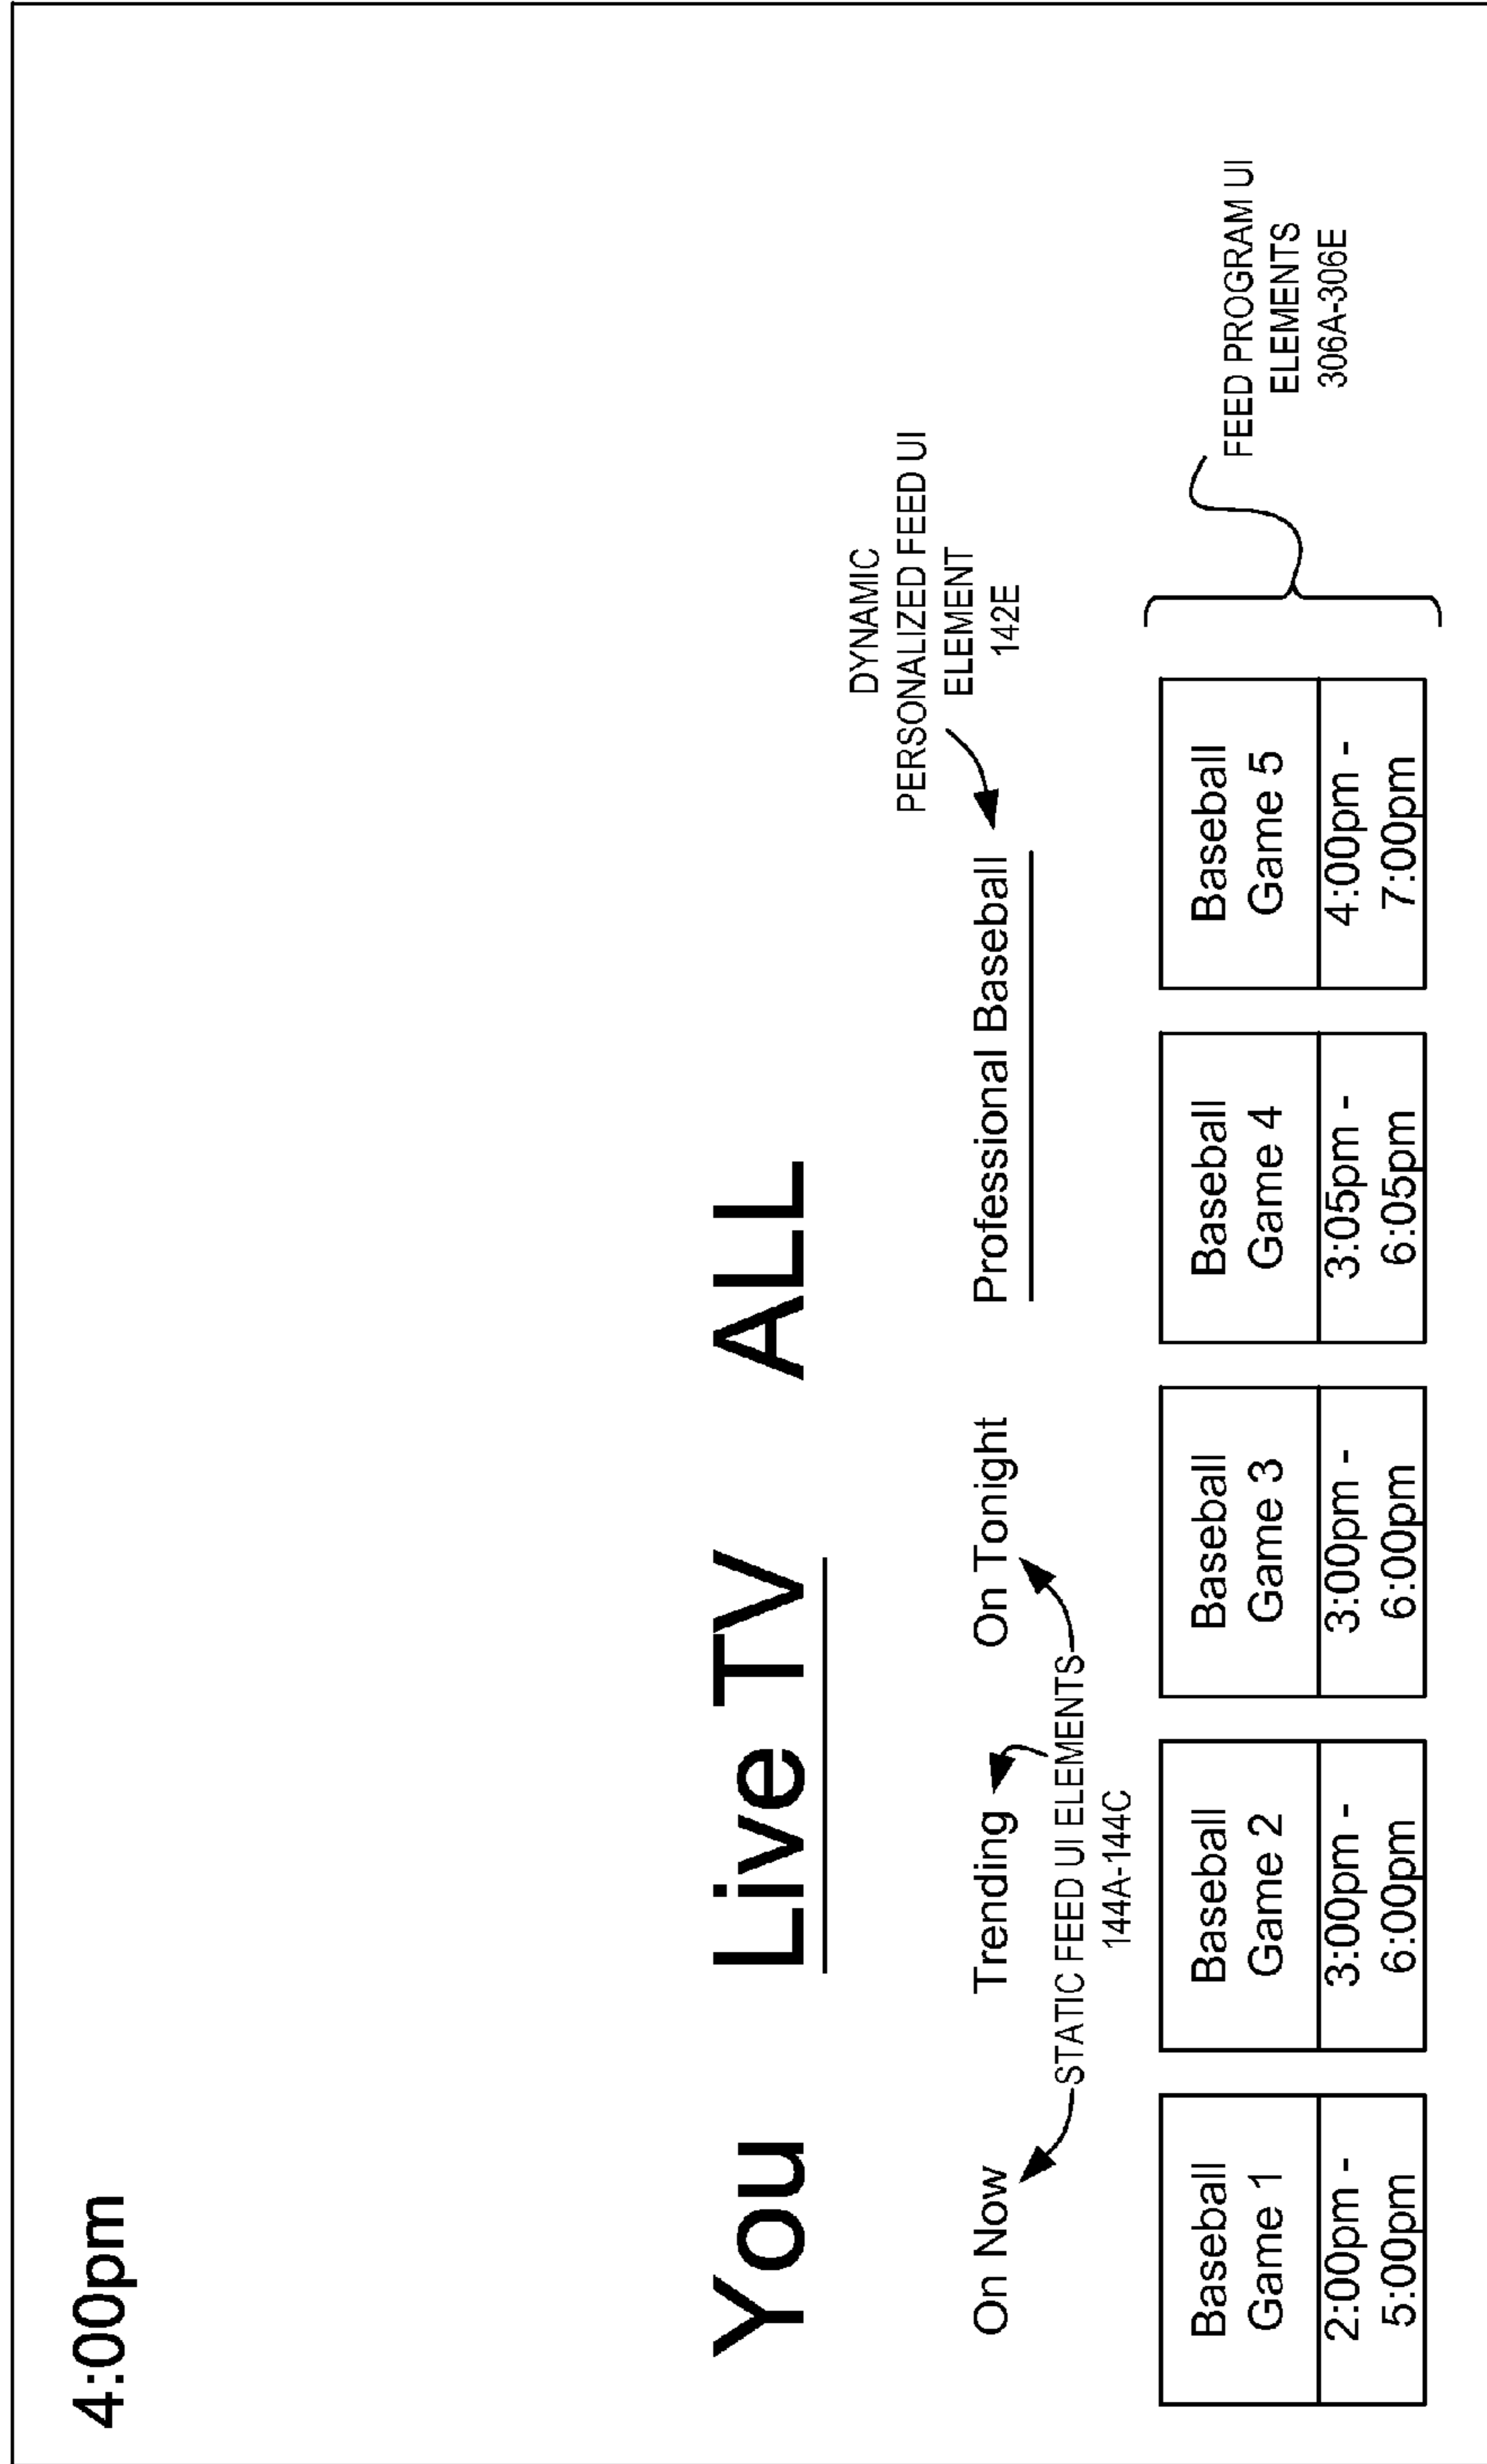 4:00pm
You Live TV ALL
DYNAMIC
PERSONALIZED FEED UI
ELEMENT
142E
On Now Trending On Tonight Professional Baseball
STATIC FEED UI ELEMENTS
144A-144C
Baseball
Game 1
2:00pm -
5:00pm
Baseball
Game 2
3:00pm -
6:00pm
Baseball
Game 3
3:00pm -
6:00pm
Baseball
Game 4
3:05pm -
6:05pm
Baseball
Game 5
4:00pm -
7:00pm
FEED PROGRAM UI
ELEMENTS
306A-306E